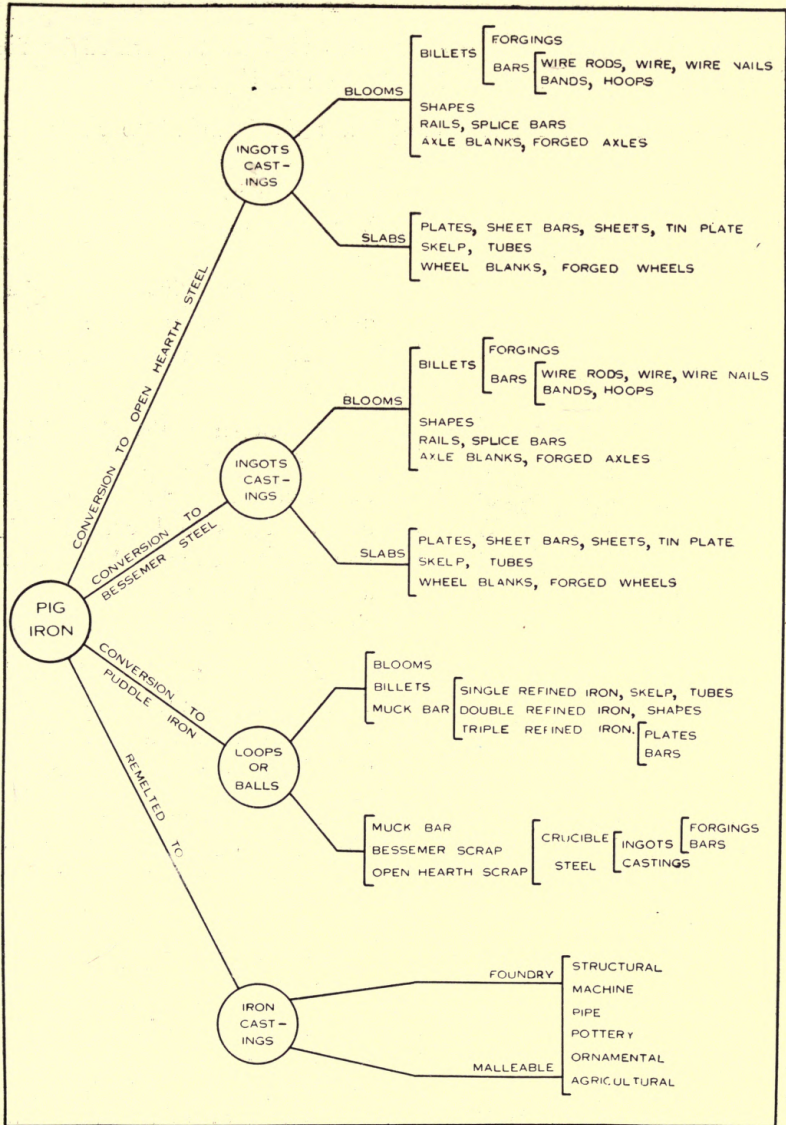 BILLETS
FORGINGS
BARS
WIRE RODS, WIRE, WIRE NAILS
BANDS, HOOPS
BLOOMS
SHAPES
RAILS, SPLICE BARS
AXLE BLANKS, FORGED AXLES
INGOTS
CAST-
INGS
SLABS
PLATES, SHEET BARS, SHEETS, TIN PLATE
SKELP, TUBES
WHEEL BLANKS, FORGED WHEELS
CONVERSION TO OPEN HEARTH STEEL
BILLETS
FORGINGS
BARS
WIRE RODS, WIRE, WIRE NAILS
BANDS, HOOPS
BLOOMS
SHAPES
RAILS, SPLICE BARS
AXLE BLANKS, FORGED AXLES
INGOTS
CAST-
INGS
SLABS
PLATES, SHEET BARS, SHEETS, TIN PLATE
SKELP, TUBES
WHEEL BLANKS, FORGED WHEELS
CONVERSION TO
BESSEMER STEEL
PIG
IRON
CONVERSION TO
PUDDLE IRON
BLOOMS
BILLETS
MUCK BAR
SINGLE REFINED IRON, SKELP, TUBES
DOUBLE REFINED IRON, SHAPES
TRIPLE REFINED IRON.
PLATES
BARS
LOOPS
OR
BALLS
MUCK BAR
BESSEMER SCRAP
OPEN HEARTH SCRAP
CRUCIBLE
STEEL
INGOTS
CASTINGS
FORGINGS
BARS
REMELTED TO
IRON
CAST-
INGS
FOUNDRY
MALLEABLE
STRUCTURAL
MACHINE
PIPE
POTTERY
ORNAMENTAL
AGRICULTURAL